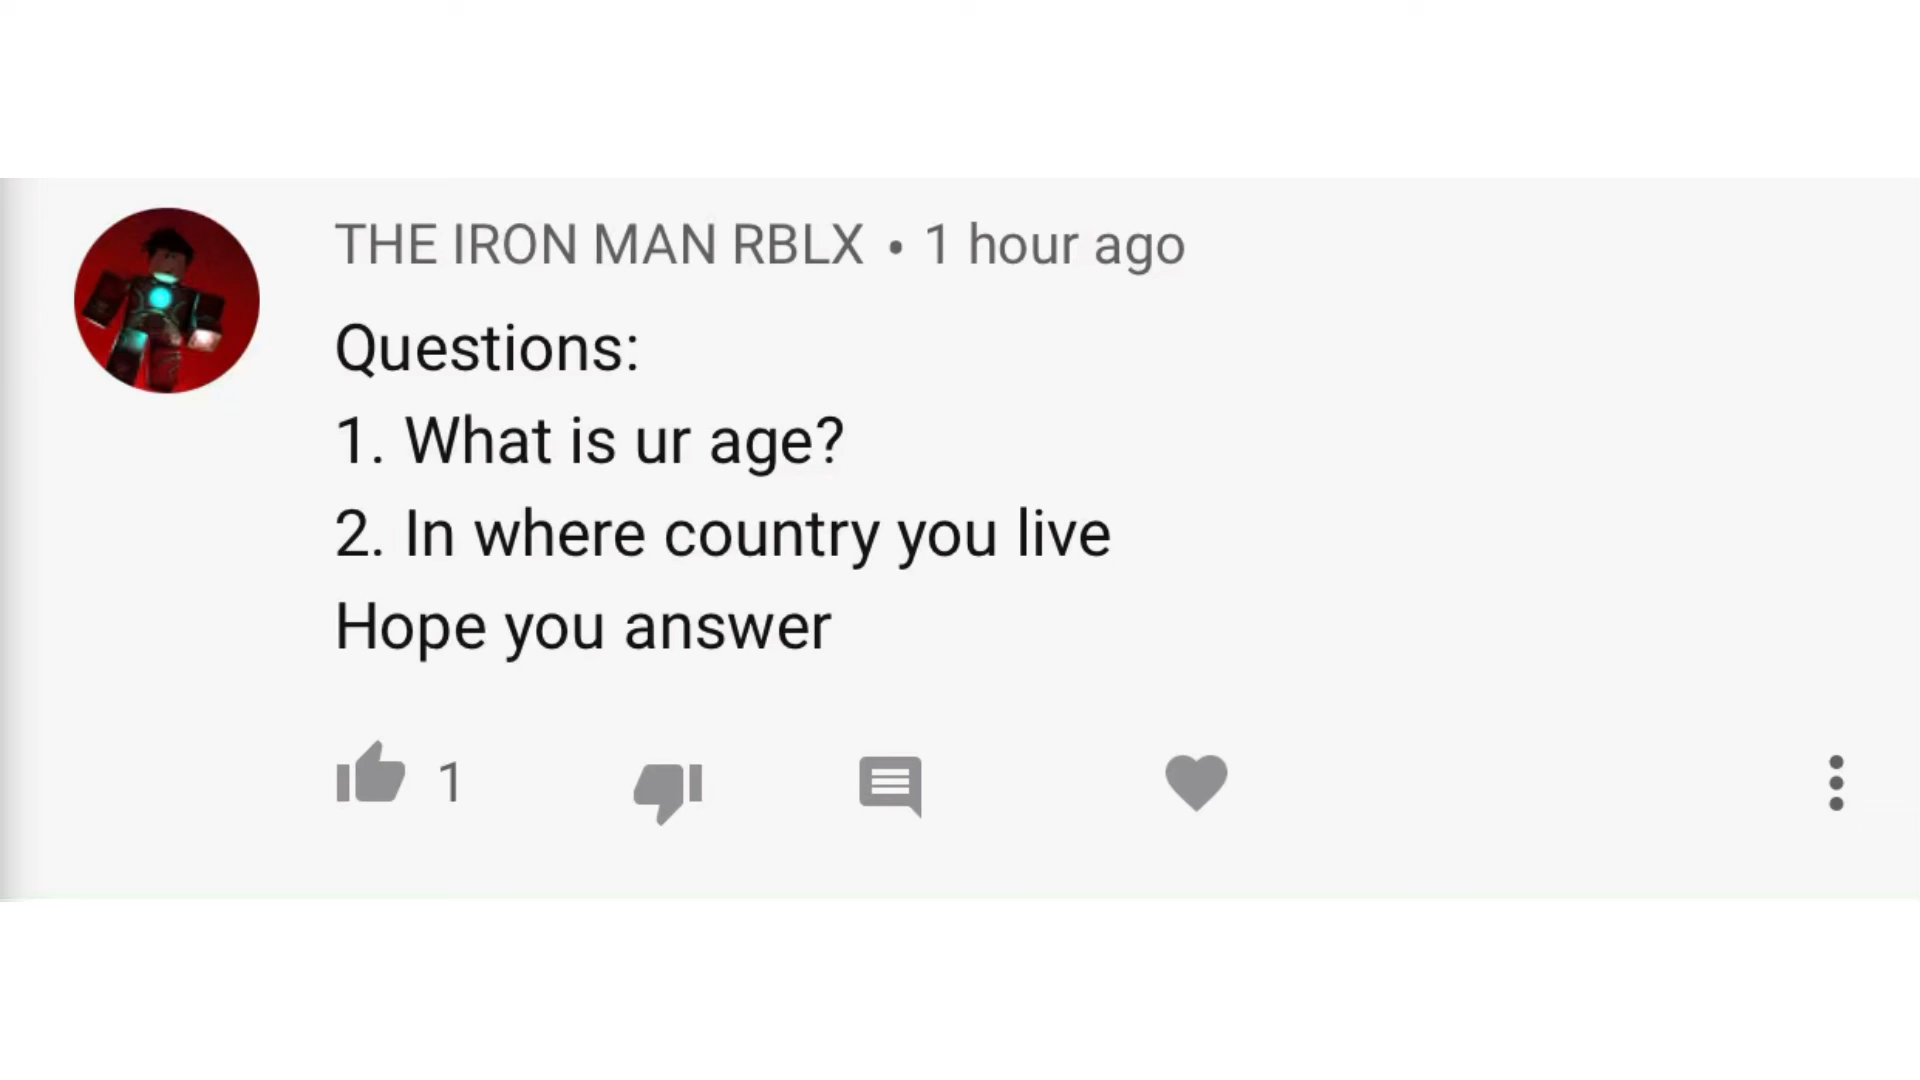 THE IRON MAN RBLX • 1 hour ago
Questions:
1. What is ur age?
2. In where country you live
Hope you answer
1